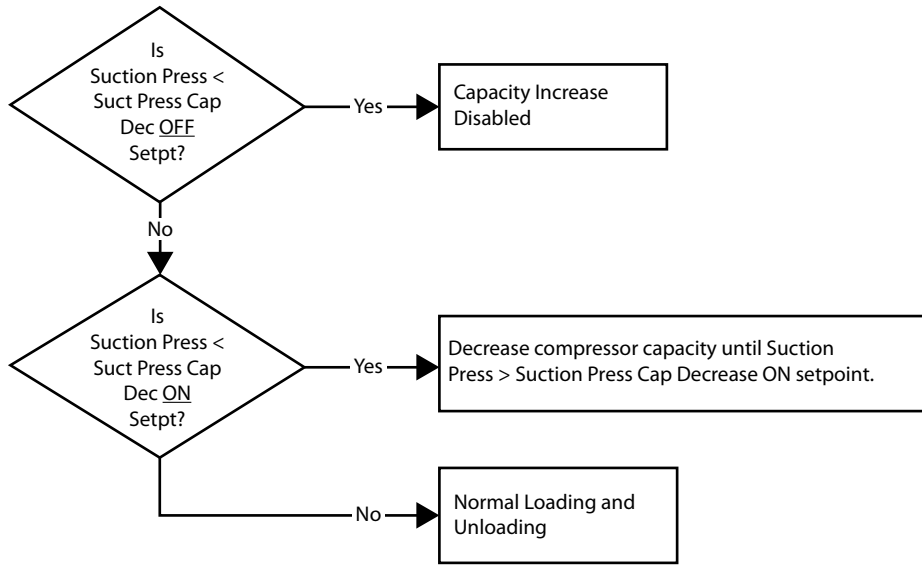 Is
Suction Press <
Suct Press Cap
Dec OFF
Setpt?
Yes
Capacity Increase
Disabled
No
Is
Suction Press <
Suct Press Cap
Dec ON
Setpt?
Yes
Decrease compressor capacity until Suction
Press > Suction Press Cap Decrease ON setpoint.
No
Normal Loading and
Unloading